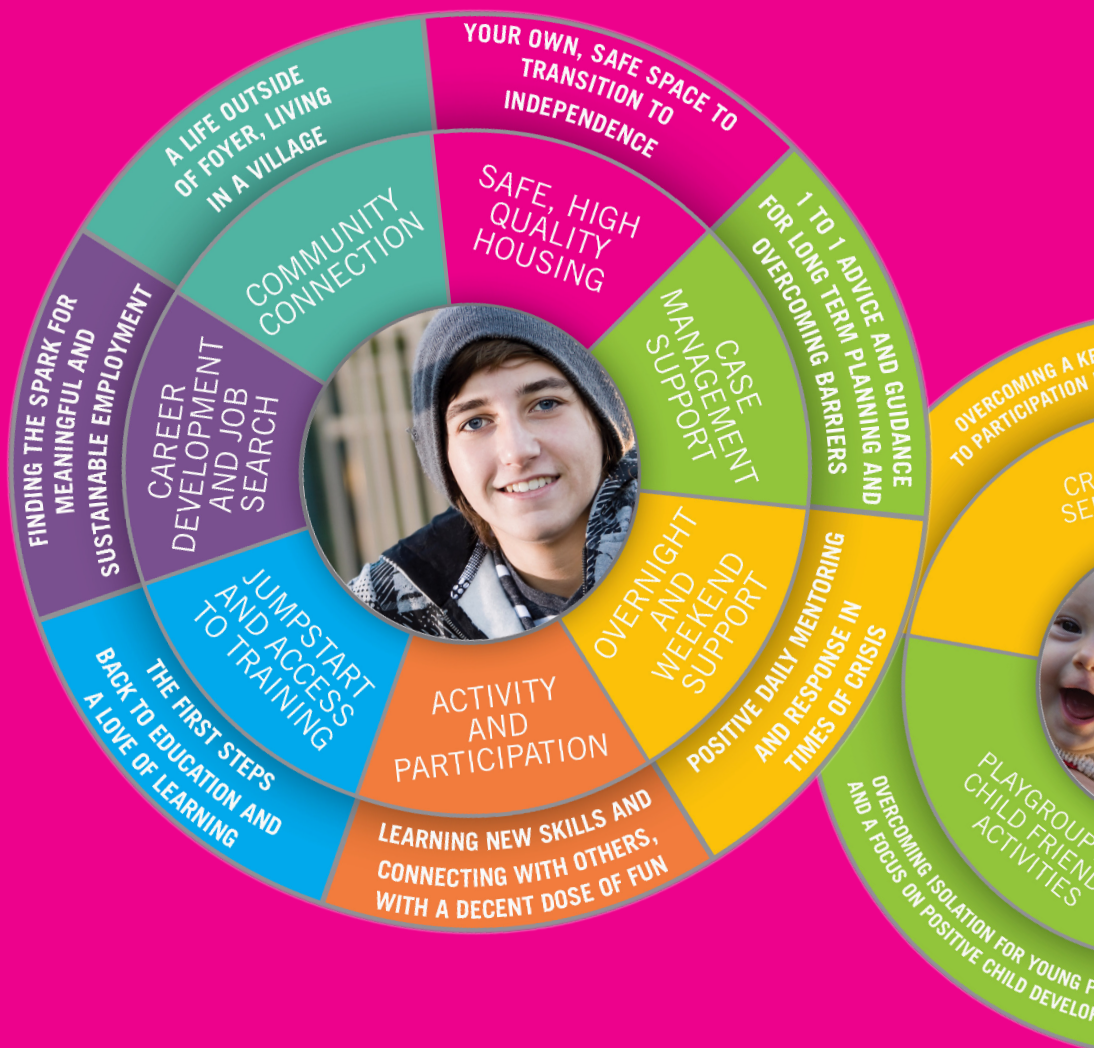 YOUR OWN, SAFE SPACE TO
TRANSITION TO
INDEPENDENCE
SAFE, HIGH
QUALITY
HOUSING
1 TO 1 ADVICE AND GUIDANCE
FOR LONG TERM PLANNING AND
OVERCOMING BARRIERS
CASE
MANAGEMENT
SUPPORT
POSITIVE DAILY MENTORING
AND RESPONSE IN
TIMES OF CRISIS
OVERNIGHT
AND
WEEKEND
SUPPORT
LEARNING NEW SKILLS AND
CONNECTING WITH OTHERS,
WITH A DECENT DOSE OF FUN
ACTIVITY
AND
PARTICIPATION
THE FIRST STEPS
BACK TO EDUCATION AND
A LOVE OF LEARNING
JUMPSTART
AND ACCESS
TO TRAINING
FINDING THE SPARK FOR
MEANINGFUL AND
SUSTAINABLE EMPLOYMENT
CAREER
DEVELOPMENT
AND JOB
SEARCH
A LIFE OUTSIDE
OF FOYER, LIVING
IN A VILLAGE
COMMUNITY
CONNECTION
OVERCOMING A
TO PARTICIPATION
PLAYGROUP
CHILD
ACTIVITIES
OVERCOMING ISOLATION FOR YOUNG
AND A FOCUS ON POSITIVE CHILD